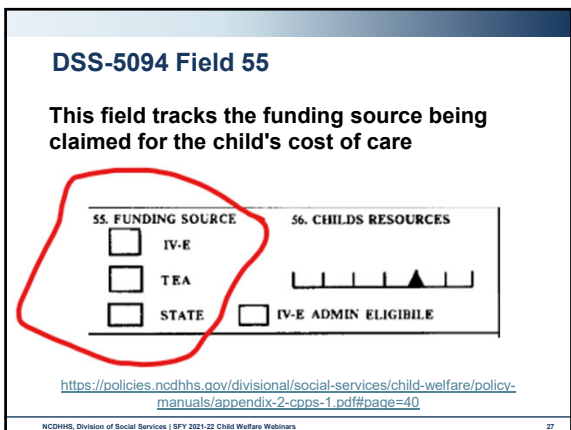 DSS-5094 Field 55
This field tracks the funding source being
claimed for the child's cost of care
55. FUNDING SOURCE
IV-E
TEA
STATE
56. CHILDS RESOURCES
IV-E ADMIN ELIGIBILE
https://policies.ncdhhs.gov/divisional/social-services/child-welfare/policy-
manuals/appendix-2-cpps-1.pdf#page=40
NCDHHS, Division of Social Services | SFY 2021-22 Child Welfare Webinars
27